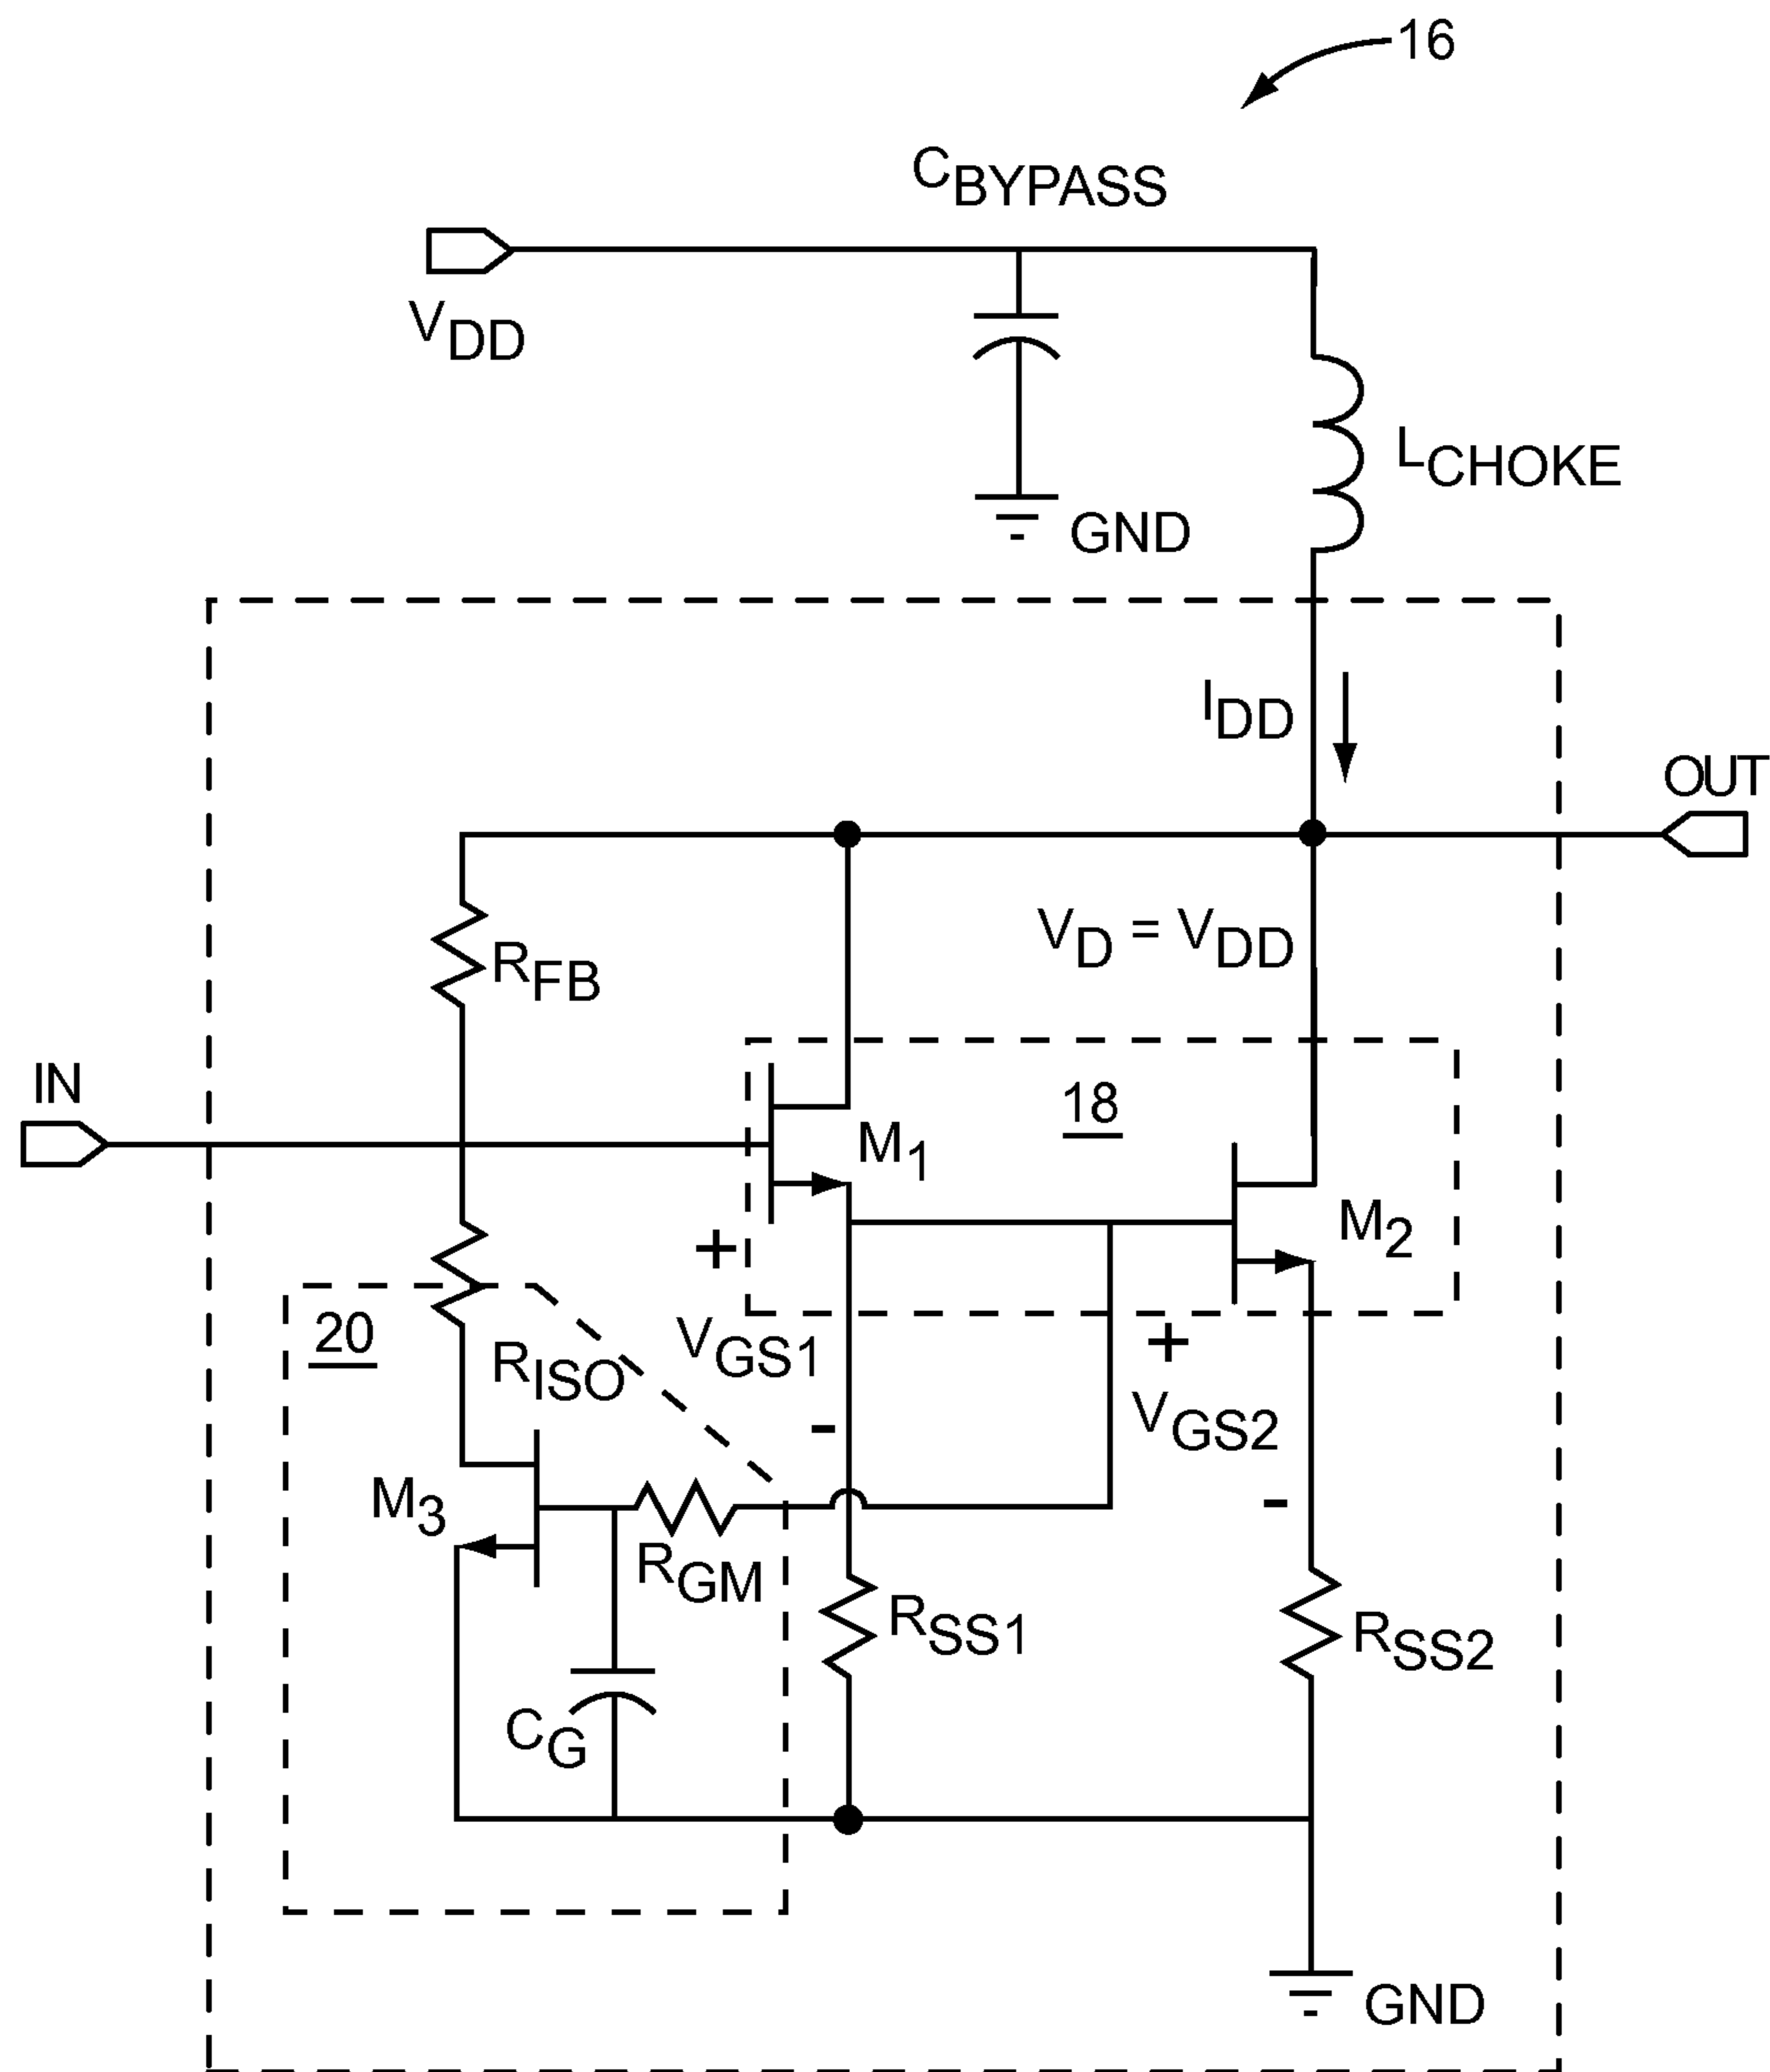 16
CBYPASS
VDD
LCHOKE
GND
IDD
OUT
VD = VDD
RFB
IN
18
M1
M2
+
20
RISO
VGS1
+
VGS2
-
M3
-
RGM
RSS1
RSS2
CG
GND